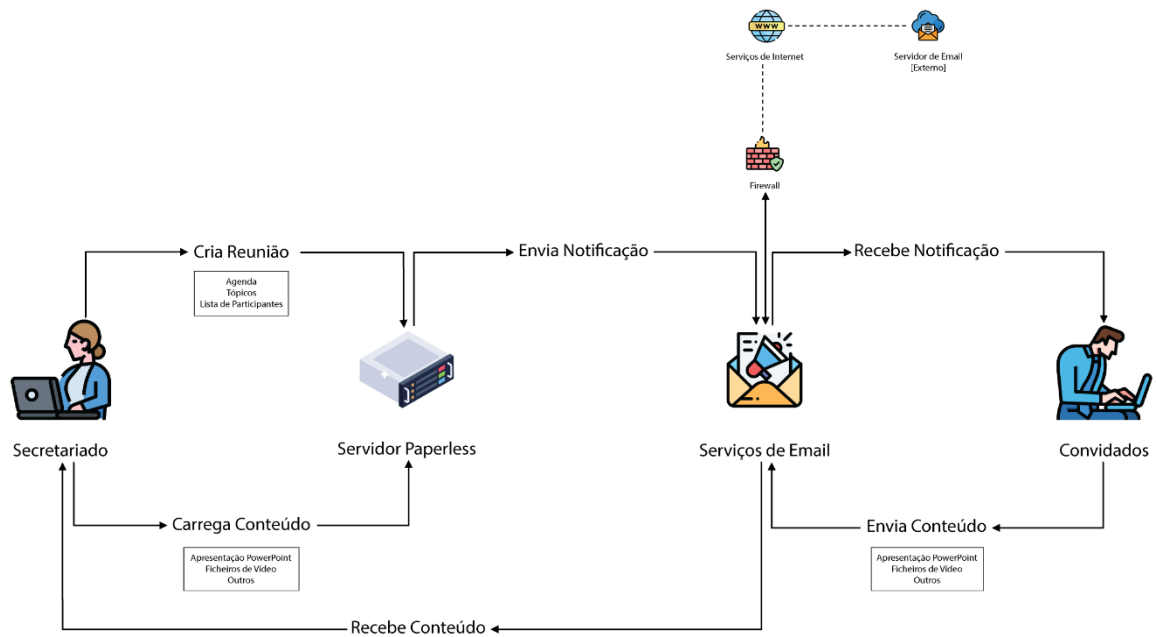 WWW
Serviços de Internet
Servidor de Email
[Externo]
Firewall
Cria Reunião
Envia Notificação
Recebe Notificação
Agenda
Tópicos
Lista de Participantes
Secretariado
Servidor Paperless
Serviços de Email
Convidados
Carrega Conteúdo
Envia Conteúdo
Apresentação PowerPoint
Ficheiros de Vídeo
Outros
Apresentação PowerPoint
Ficheiros de Vídeo
Outros
Recebe Conteúdo